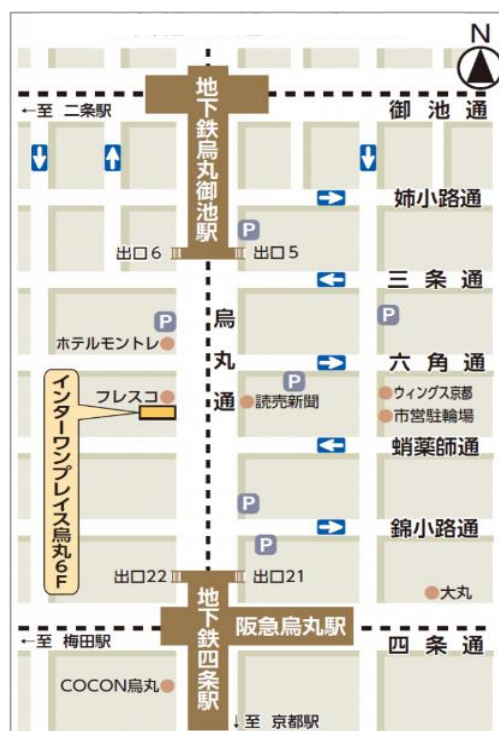 N
←至 二条駅
御池通
地下鉄烏丸御池駅
姉小路通
P
出口6
出口5
三条通
P
P
烏丸通
ホテルモントレ
六角通
P
フレスコ
読売新聞
ウィングス京都
市営駐輪場
インターワンプレイス烏丸6F
蛸薬師通
P
錦小路通
P
出口22
出口21
大丸
地下鉄四条駅
阪急烏丸駅
←至 梅田駅
四条通
COCON烏丸
↓至 京都駅